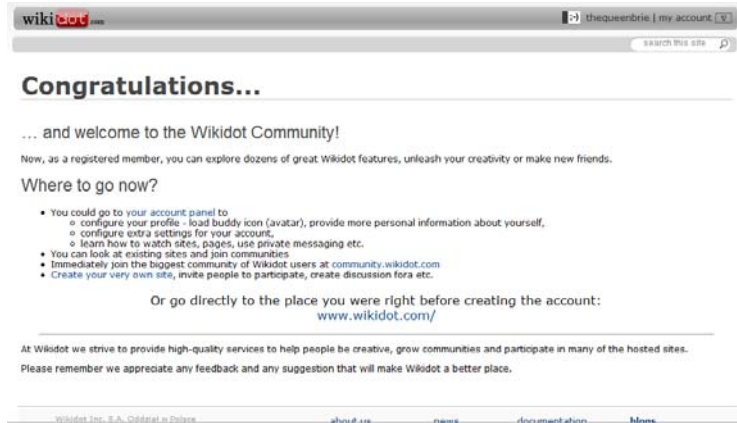 wikidot.com
thequeenbrie | my account
search this site
Congratulations...
... and welcome to the Wikidot Community!
Now, as a registered member, you can explore dozens of great Wikidot features, unleash your creativity or make new friends.
Where to go now?
• You could go to your account panel to
o configure your profile - load buddy icon (avatar), provide more personal information about yourself,
o configure extra settings for your account,
o learn how to watch sites, pages, use private messaging etc.
• You can look at existing sites and join communities
• Immediately join the biggest community of Wikidot users at community.wikidot.com
• Create your very own site, invite people to participate, create discussion fora etc.
Or go directly to the place you were right before creating the account:
www.wikidot.com/
At Wikidot we strive to provide high-quality services to help people be creative, grow communities and participate in many of the hosted sites.
Please remember we appreciate any feedback and any suggestion that will make Wikidot a better place.
Wikidot Inc. S.A. Oddział w Polsce about us news documentation blogs